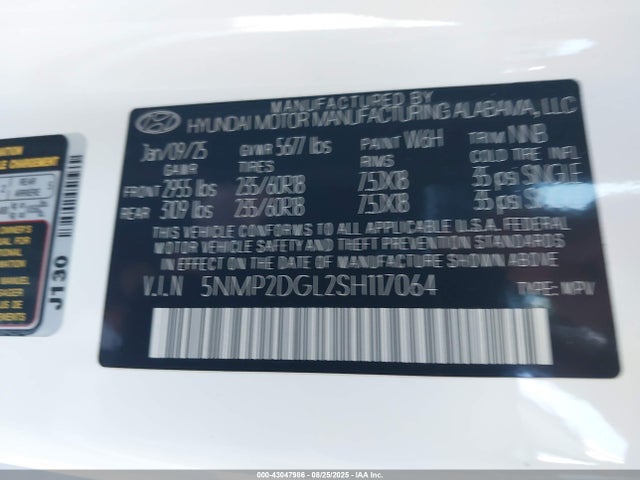 MANUFACTURED BY
HYUNDAI MOTOR MANUFACTURING ALABAMA, LLC
Jan/09/25 GVWR 5677 lbs PAINT W6H TRIM NNB
GAWR TIRES RIMS COLD TIRE INFL
FRONT 2955 lbs 235/60R18 7.5JX18 35 psi SINGLE
REAR 3109 lbs 235/60R18 7.5JX18 35 psi SINGLE
THIS VEHICLE CONFORMS TO ALL APPLICABLE U.S.A. FEDERAL
MOTOR VEHICLE SAFETY AND THEFT PREVENTION STANDARDS
IN EFFECT ON THE DATE OF MANUFACTURE SHOWN ABOVE.
V.I.N 5NMP2DGL2SH117064 TYPE: MPV
J130
000-43047986 - 08/25/2025 - IAA Inc.